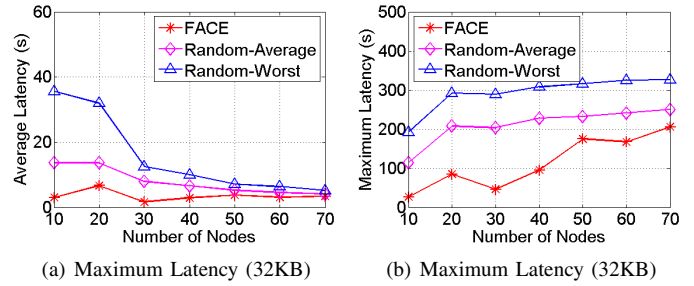 60
40
20
0
10 20 30 40 50 60 70
Average Latency (s)
Number of Nodes
FACE
Random-Average
Random-Worst
(a) Maximum Latency (32KB)
500
400
300
200
100
0
10 20 30 40 50 60 70
Maximum Latency (s)
Number of Nodes
FACE
Random-Average
Random-Worst
(b) Maximum Latency (32KB)